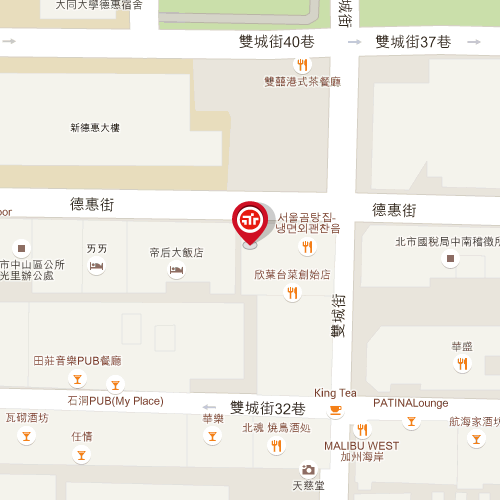 大同大學德惠宿舍
雙城街
雙城街40巷
雙城街37巷
雙囍港式茶餐廳
新德惠大樓
德惠街
德惠街
oor
서울곰탕집-
냉면외괜찬음
市中山區公所
光里辦公處
ㄞㄞ
帝后大飯店
北市國稅局中南稽徵所
欣葉台菜創始店
雙城街
華盛
田莊音樂PUB餐廳
石洞PUB(My Place)
雙城街32巷
King Tea
PATINALounge
瓦砌酒坊
任情
華樂
北魂 燒鳥酒処
MALIBU WEST
加州海岸
航海家酒坊
天慈堂